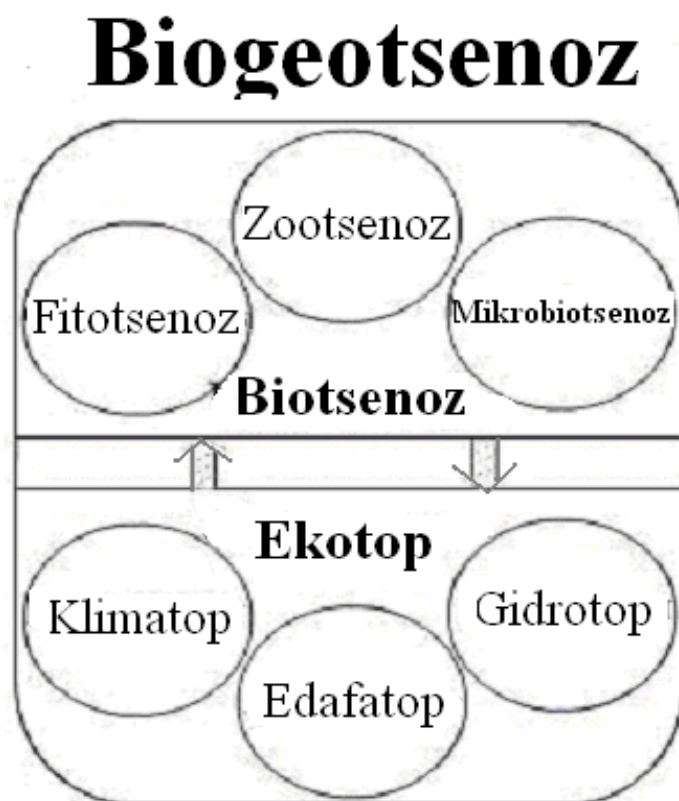 Biogeotsenoz
Zootsenoz
Fitotsenoz
Mikrobiotsenoz
Biotsenoz
Ekotop
Klimatop
Gidrotop
Edafatop